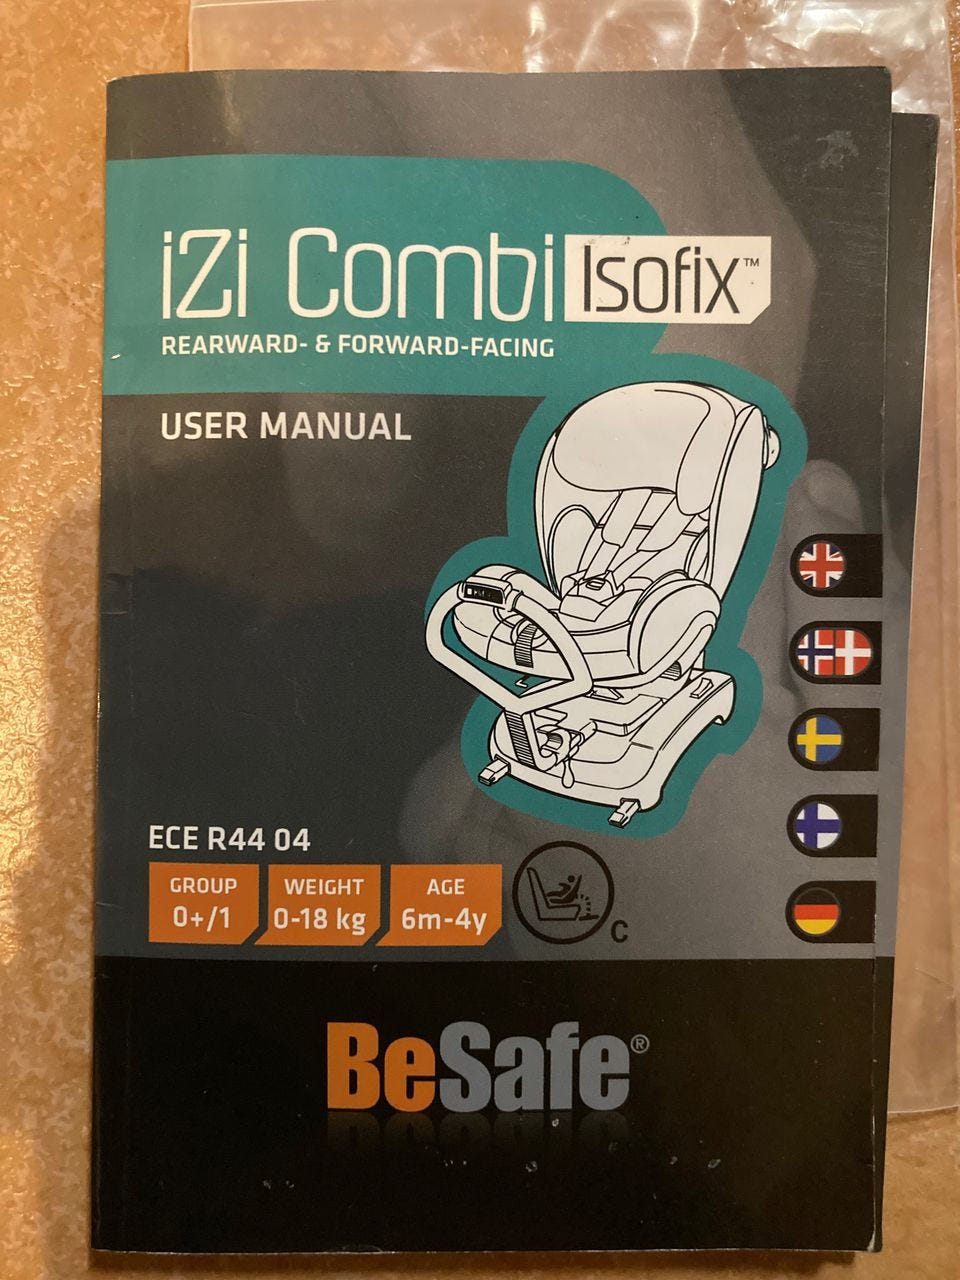 iZi Combi Isofix™
REARWARD- & FORWARD-FACING
USER MANUAL
ECE R44 04
GROUP
0+/1
WEIGHT
0-18 kg
AGE
6m-4y
C
BeSafe®